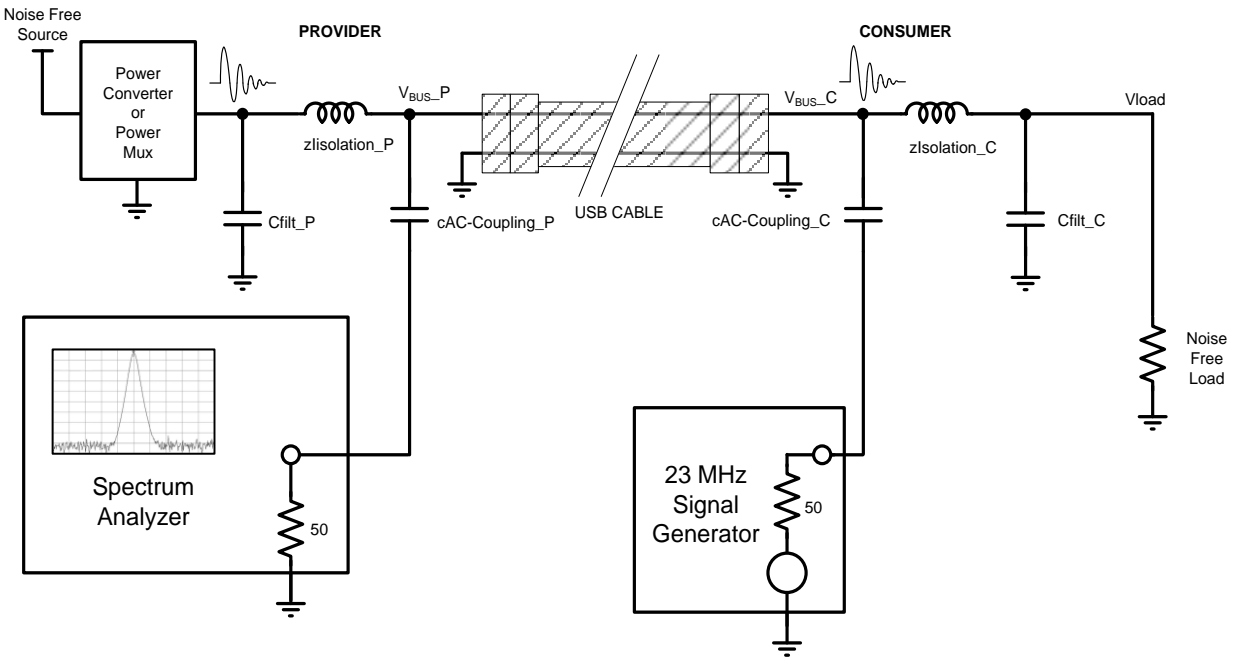 Noise Free
Source
PROVIDER
CONSUMER
Power
Converter
or
Power
Mux
VBUS_P
VBUS_C
Vload
zIisolation_P
zIsolation_C
USB CABLE
Cfilt_P
cAC-Coupling_P
cAC-Coupling_C
Cfilt_C
Noise
Free
Load
Spectrum
Analyzer
50
23 MHz
Signal
Generator
50